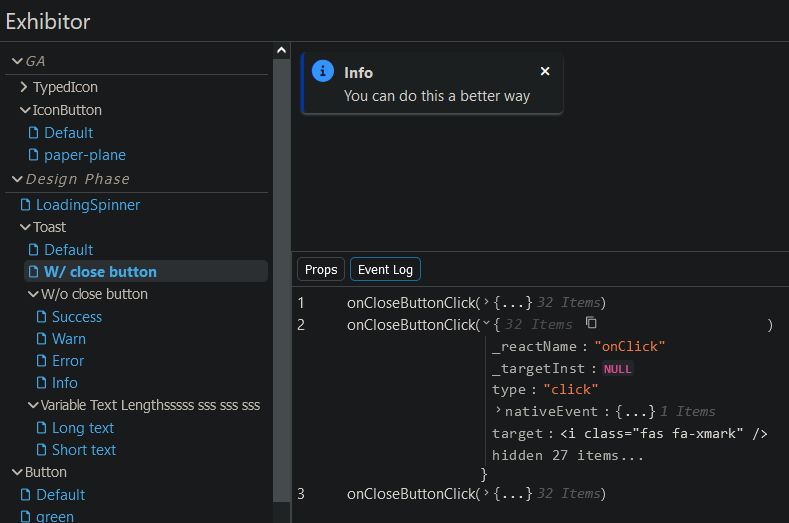 Exhibitor
GA
TypedIcon
IconButton
Default
paper-plane
Design Phase
LoadingSpinner
Toast
Default
W/ close button
W/o close button
Success
Warn
Error
Info
Variable Text Lengthsssss sss sss sss
Long text
Short text
Button
Default
green
Info
You can do this a better way
Props
Event Log
1 onCloseButtonClick({...} 32 Items)
2 onCloseButtonClick({ 32 Items )
_reactName : "onClick"
_targetInst : NULL
type : "click"
nativeEvent : {...} 1 Items
target : <i class="fas fa-xmark" />
hidden 27 items...
}
3 onCloseButtonClick({...} 32 Items)